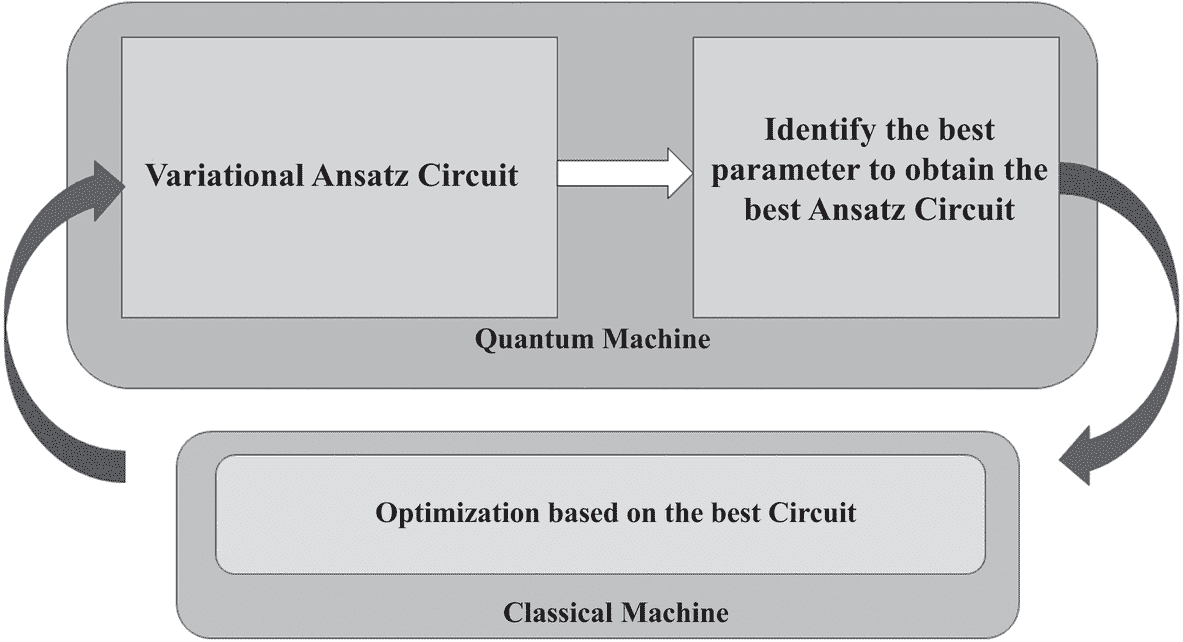 Variational Ansatz Circuit
Identify the best
parameter to obtain the
best Ansatz Circuit
Quantum Machine
Optimization based on the best Circuit
Classical Machine